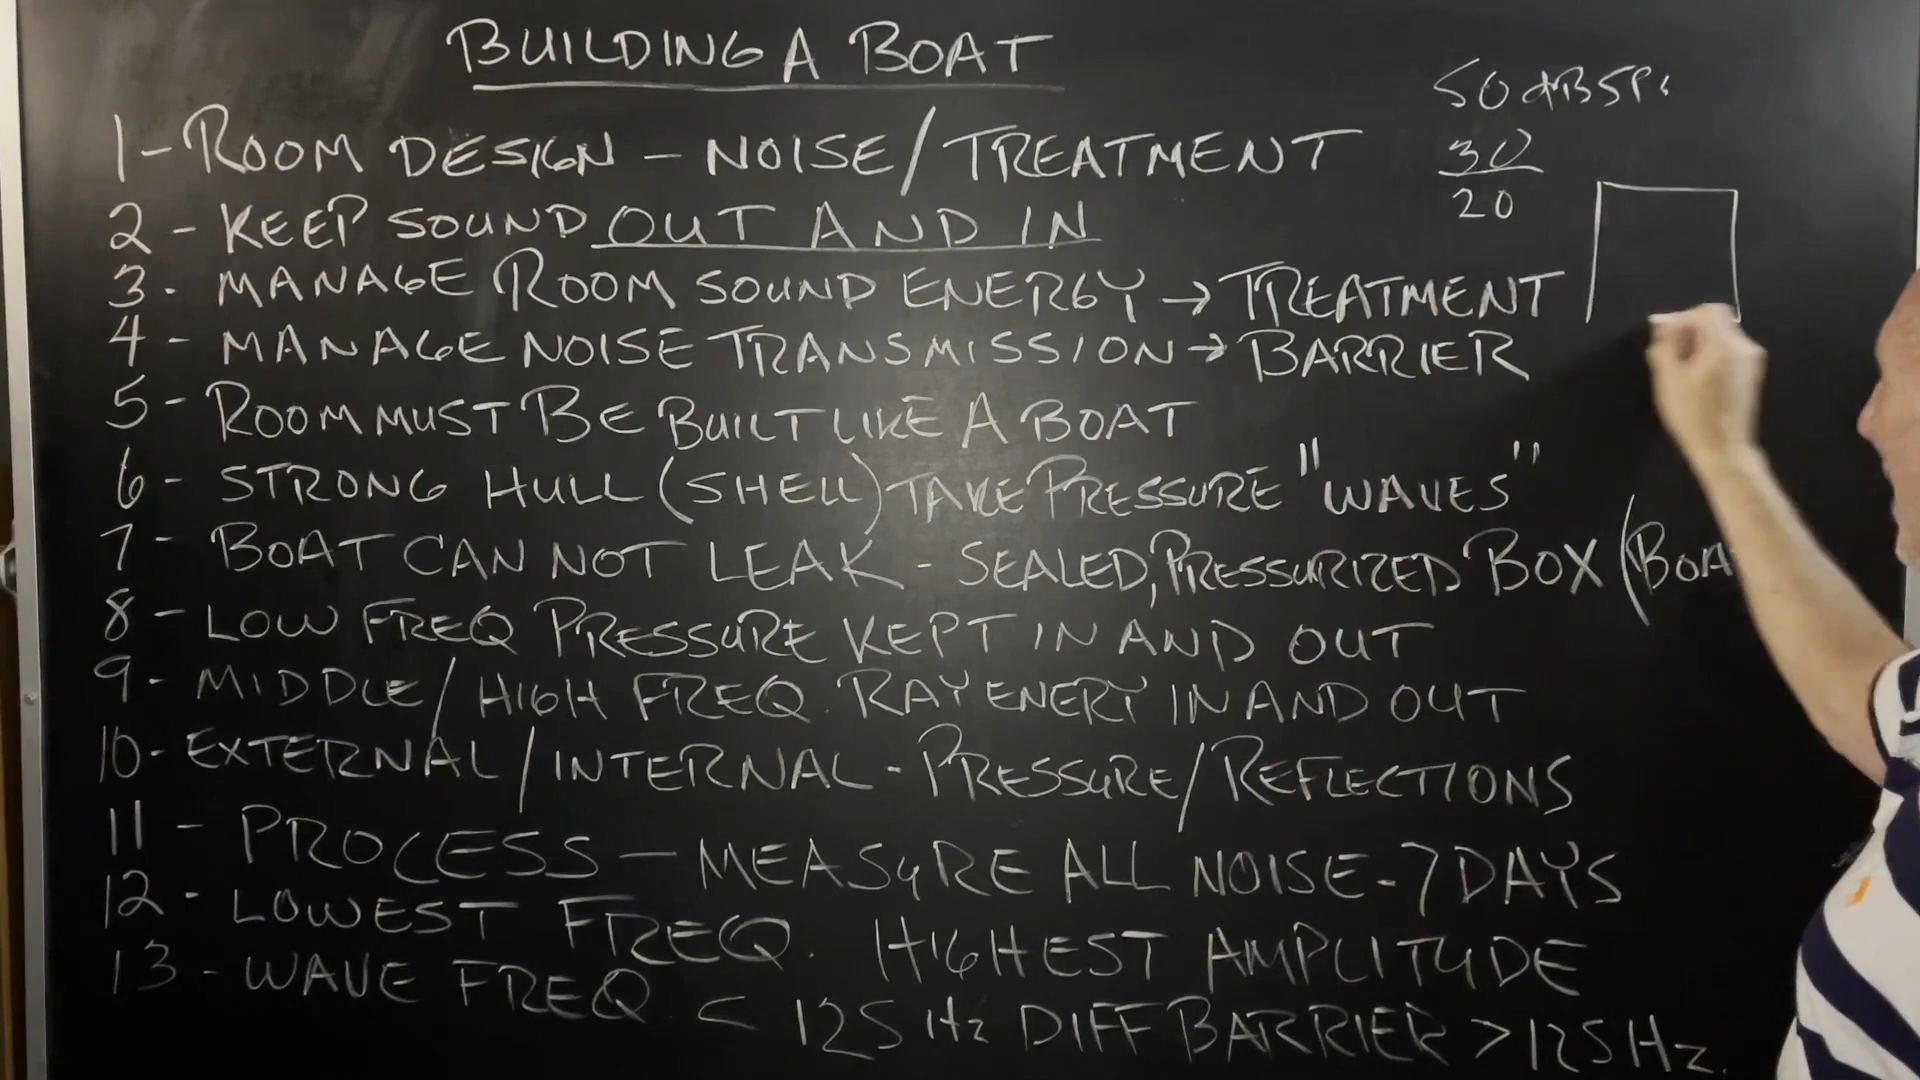 BUILDING A BOAT
50 dBSPL
30
20
1 - ROOM DESIGN - NOISE/TREATMENT
2 - KEEP SOUND OUT AND IN
3 - MANAGE ROOM SOUND ENERGY → TREATMENT
4 - MANAGE NOISE TRANSMISSION → BARRIER
5 - ROOM MUST BE BUILT LIKE A BOAT
6 - STRONG HULL (SHELL) TAKE PRESSURE "WAVES"
7 - BOAT CAN NOT LEAK - SEALED, PRESSURIZED BOX (BOA
8 - LOW FREQ PRESSURE KEPT IN AND OUT
9 - MIDDLE/HIGH FREQ. RAY ENERY IN AND OUT
10 - EXTERNAL/INTERNAL - PRESSURE/REFLECTIONS
11 - PROCESS - MEASURE ALL NOISE - 7 DAYS
12 - LOWEST FREQ. HIGHEST AMPLITUDE
13 - WAVE FREQ. < 125 Hz DIFF BARRIER > 125 Hz.